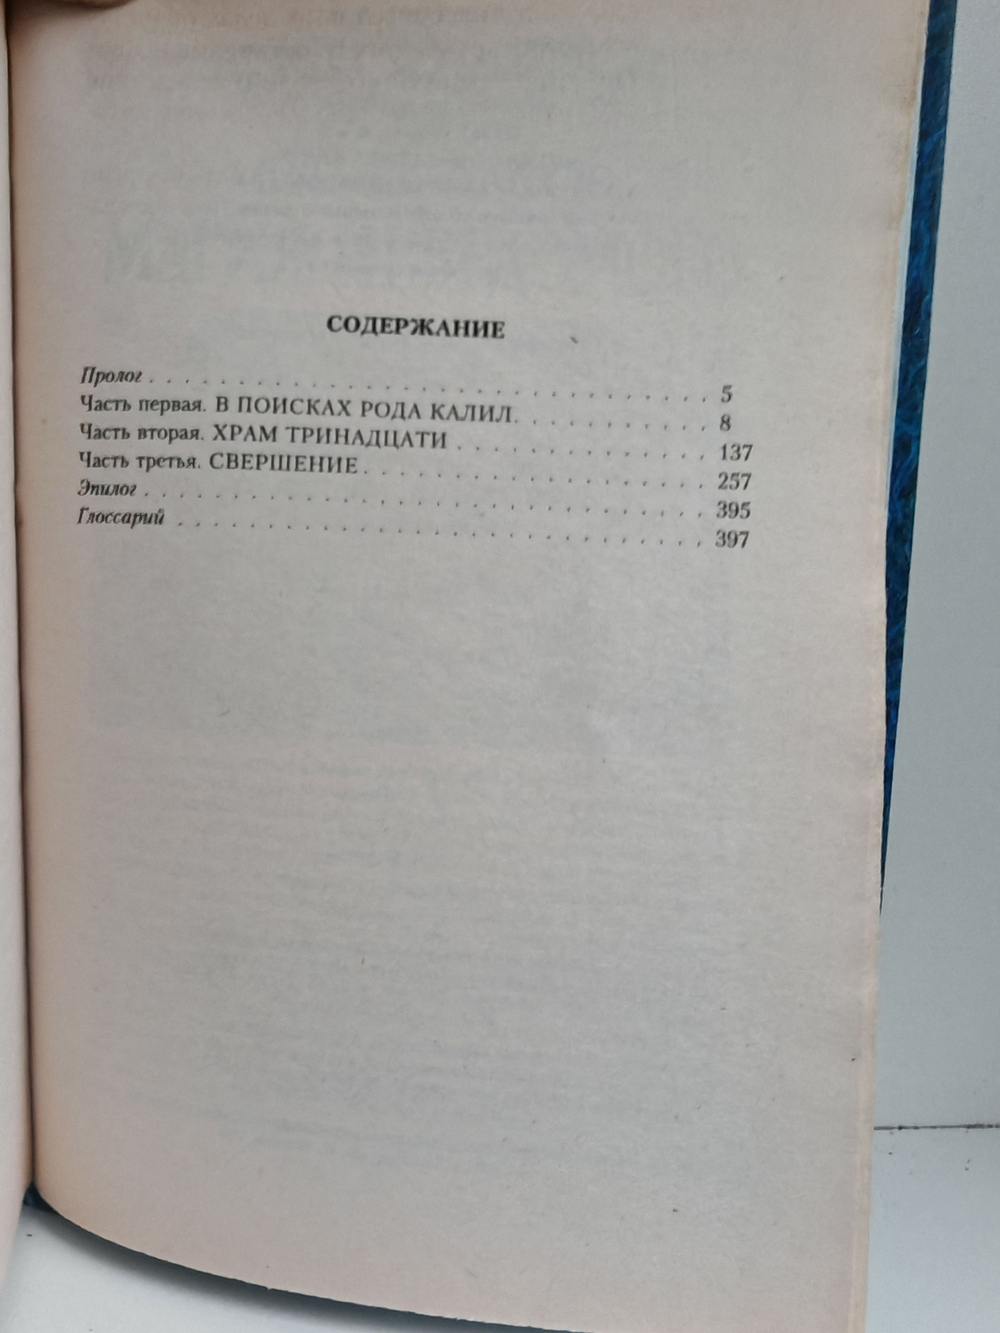 СОДЕРЖАНИЕ
Пролог . . . . . . . . . . . . . . . . . . . . . . . . . . 5
Часть первая. В ПОИСКАХ РОДА КАЛИЛ. . . . . . . . . . . 8
Часть вторая. ХРАМ ТРИНАДЦАТИ . . . . . . . . . . . . . . 137
Часть третья. СВЕРШЕНИЕ . . . . . . . . . . . . . . . . . 257
Эпилог . . . . . . . . . . . . . . . . . . . . . . . . . . 395
Глоссарий . . . . . . . . . . . . . . . . . . . . . . . . 397